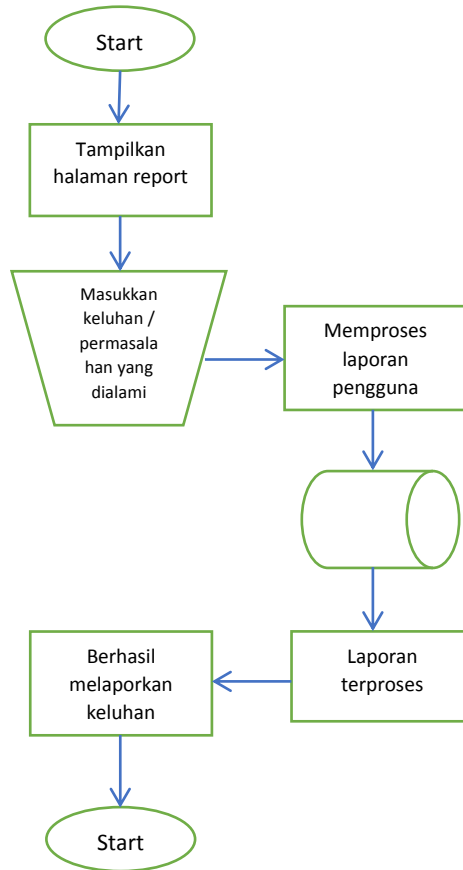 Start
Tampilkan
halaman report
Masukkan
keluhan /
permasala
han yang
dialami
Memproses
laporan
pengguna
Laporan
terproses
Berhasil
melaporkan
keluhan
Start